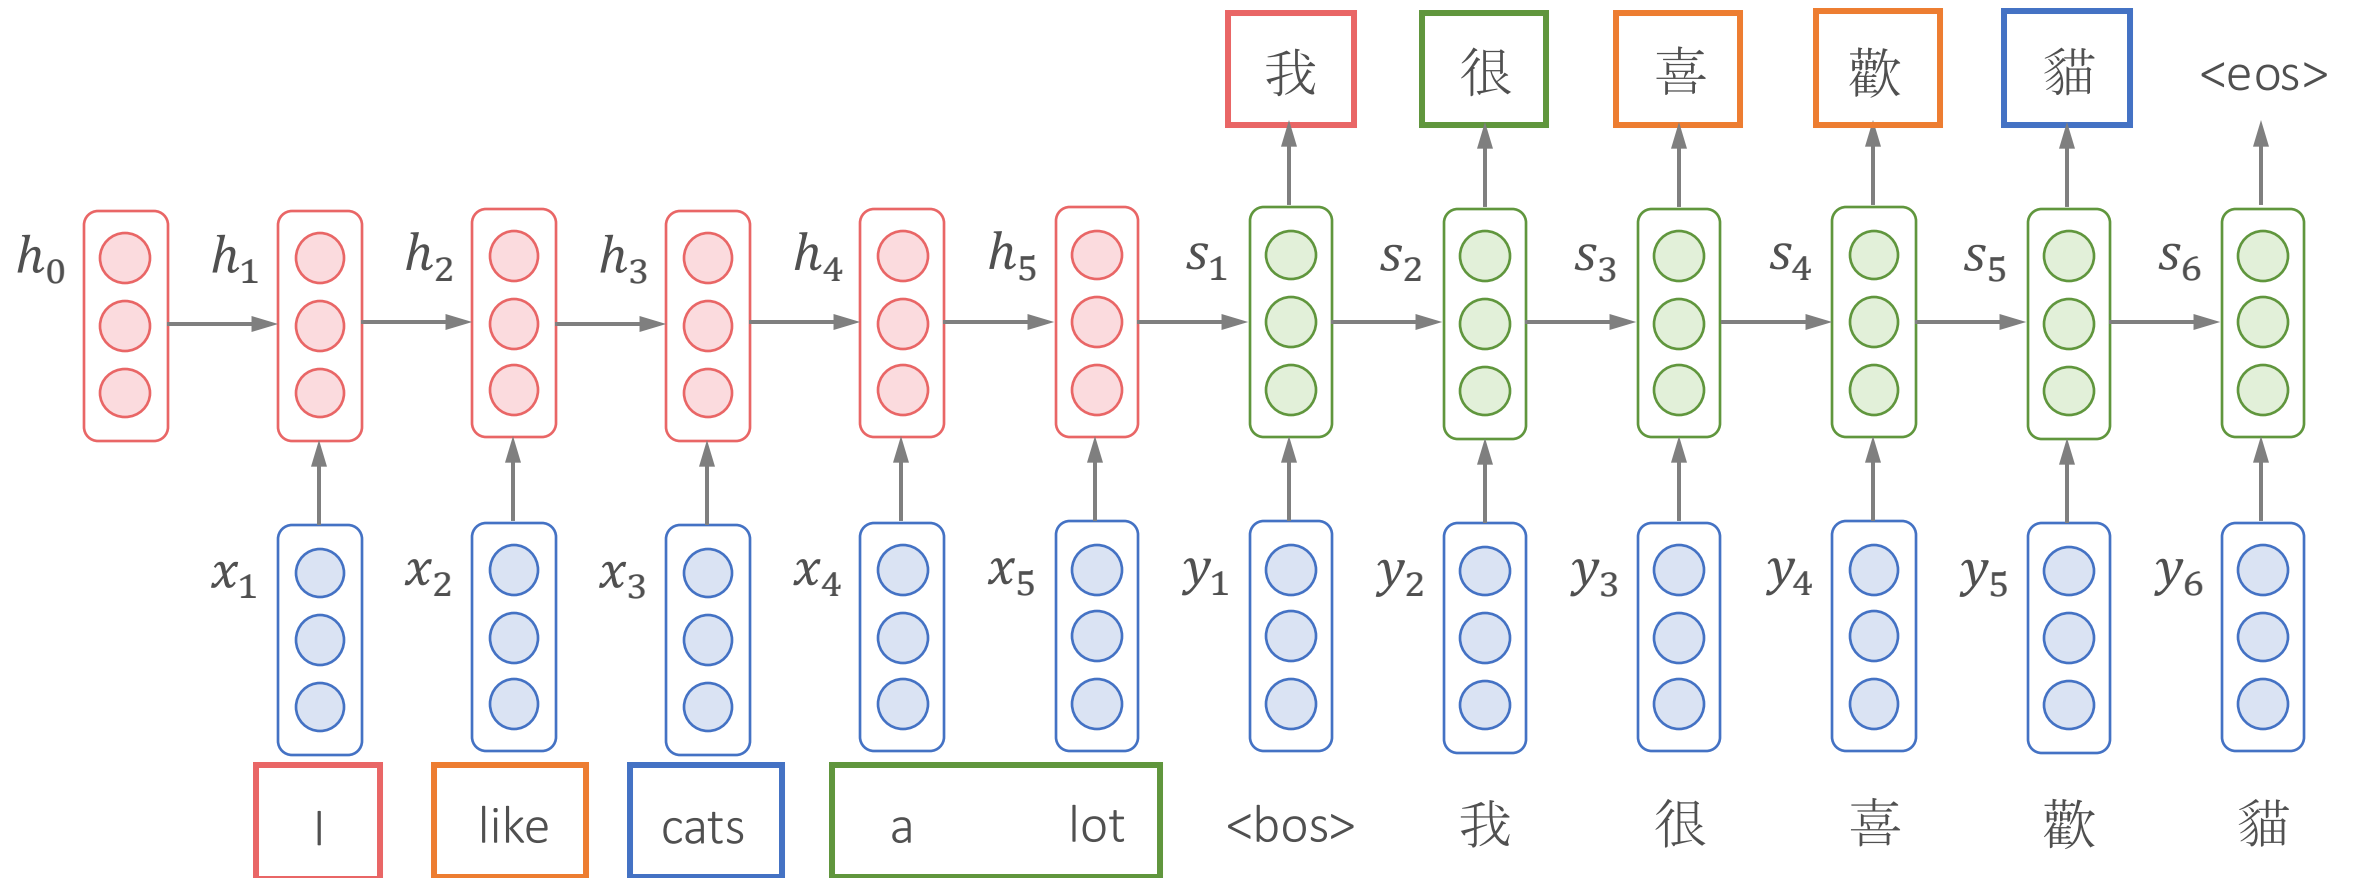 我 很 喜 歡 貓 <eos>
h₀ h₁ h₂ h₃ h₄ h₅ s₁ s₂ s₃ s₄ s₅ s₆
x₁ x₂ x₃ x₄ x₅ y₁ y₂ y₃ y₄ y₅ y₆
I like cats a lot <bos> 我 很 喜 歡 貓